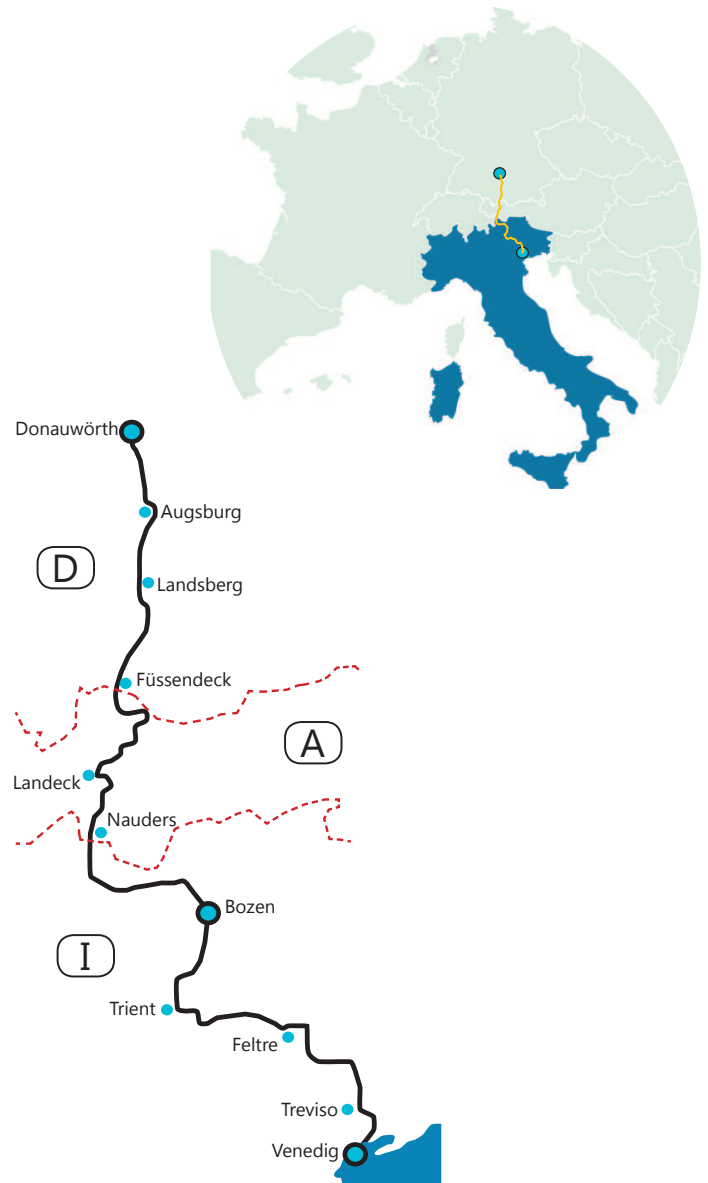 Donauwörth
Augsburg
D
Landsberg
Füssendeck
A
Landeck
Nauders
Bozen
I
Trient
Feltre
Treviso
Venedig